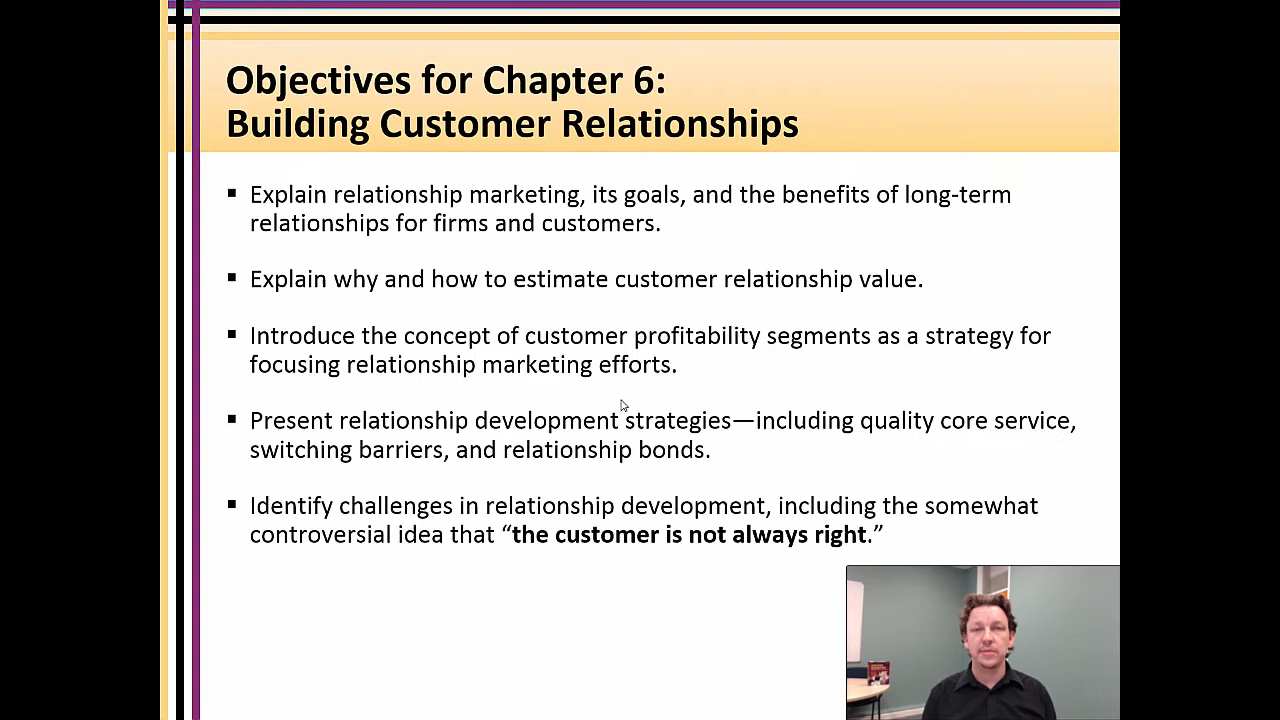 Objectives for Chapter 6:
Building Customer Relationships
▪ Explain relationship marketing, its goals, and the benefits of long-term
relationships for firms and customers.
▪ Explain why and how to estimate customer relationship value.
▪ Introduce the concept of customer profitability segments as a strategy for
focusing relationship marketing efforts.
▪ Present relationship development strategies—including quality core service,
switching barriers, and relationship bonds.
▪ Identify challenges in relationship development, including the somewhat
controversial idea that “the customer is not always right.”